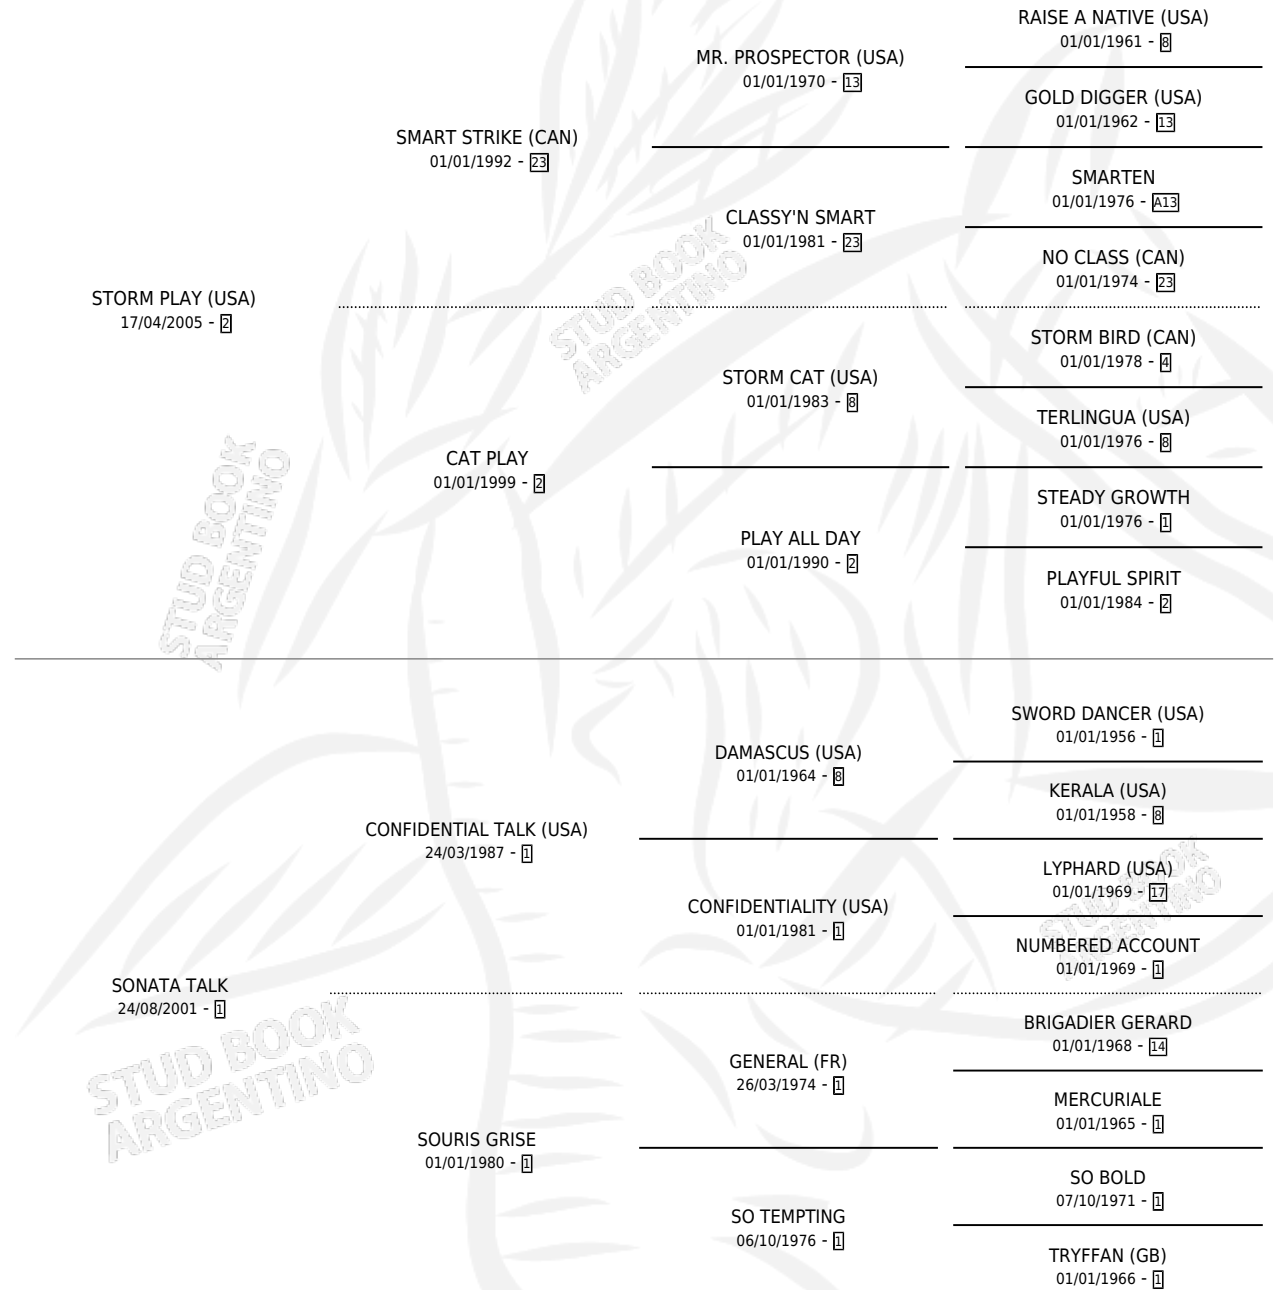 RAISE A NATIVE (USA)
01/01/1961 - 8
MR. PROSPECTOR (USA)
01/01/1970 - 13
GOLD DIGGER (USA)
01/01/1962 - 13
SMART STRIKE (CAN)
01/01/1992 - 23
SMARTEN
01/01/1976 - A13
CLASSY'N SMART
01/01/1981 - 23
NO CLASS (CAN)
01/01/1974 - 23
STORM PLAY (USA)
17/04/2005 - 2
STORM BIRD (CAN)
01/01/1978 - 4
STORM CAT (USA)
01/01/1983 - 8
TERLINGUA (USA)
01/01/1976 - 8
CAT PLAY
01/01/1999 - 2
STEADY GROWTH
01/01/1976 - 1
PLAY ALL DAY
01/01/1990 - 2
PLAYFUL SPIRIT
01/01/1984 - 2
SWORD DANCER (USA)
01/01/1956 - 1
DAMASCUS (USA)
01/01/1964 - 8
KERALA (USA)
01/01/1958 - 8
CONFIDENTIAL TALK (USA)
24/03/1987 - 1
LYPHARD (USA)
01/01/1969 - 17
CONFIDENTIALITY (USA)
01/01/1981 - 1
NUMBERED ACCOUNT
01/01/1969 - 1
SONATA TALK
24/08/2001 - 1
BRIGADIER GERARD
01/01/1968 - 14
GENERAL (FR)
26/03/1974 - 1
MERCURIALE
01/01/1965 - 1
SOURIS GRISE
01/01/1980 - 1
SO BOLD
07/10/1971 - 1
SO TEMPTING
06/10/1976 - 1
TRYFFAN (GB)
01/01/1966 - 1
STUD BOOK
ARGENTINO
STUD BOOK
ARGENTINO
STUD BOOK
ARGENTINO
STUD BOOK
ARGENTINO